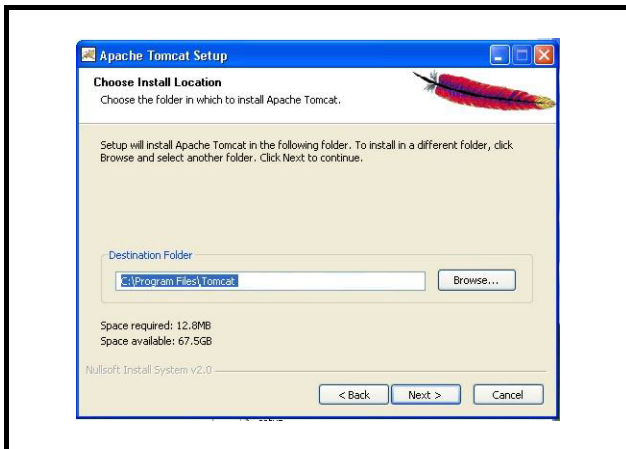 Apache Tomcat Setup
Choose Install Location
Choose the folder in which to install Apache Tomcat.
Setup will install Apache Tomcat in the following folder. To install in a different folder, click
Browse and select another folder. Click Next to continue.
Destination Folder
C:\Program Files\Tomcat
Browse...
Space required: 12.8MB
Space available: 67.5GB
Nullsoft Install System v2.0
< Back
Next >
Cancel